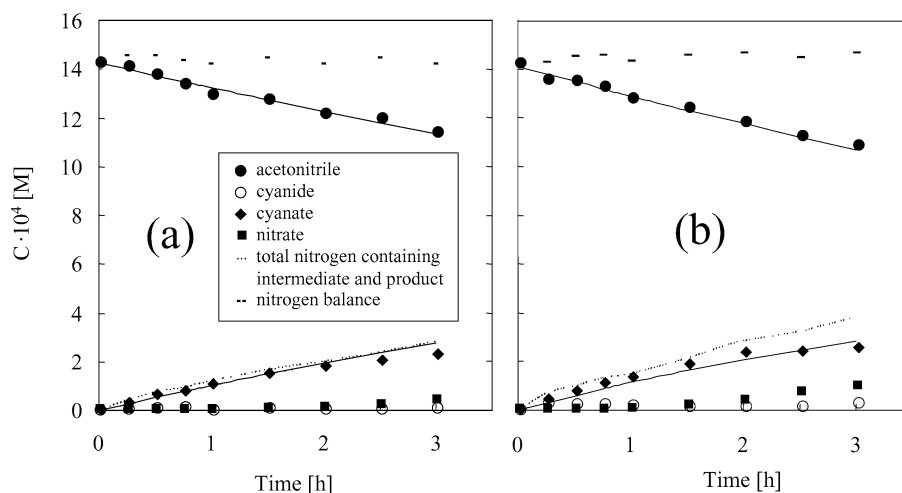 16
14
12
10
8
6
4
2
0
C·10⁴ [M]
(a)
(b)
acetonitrile
cyanide
cyanate
nitrate
total nitrogen containing
intermediate and product
nitrogen balance
0 1 2 3
0 1 2 3
Time [h]
Time [h]